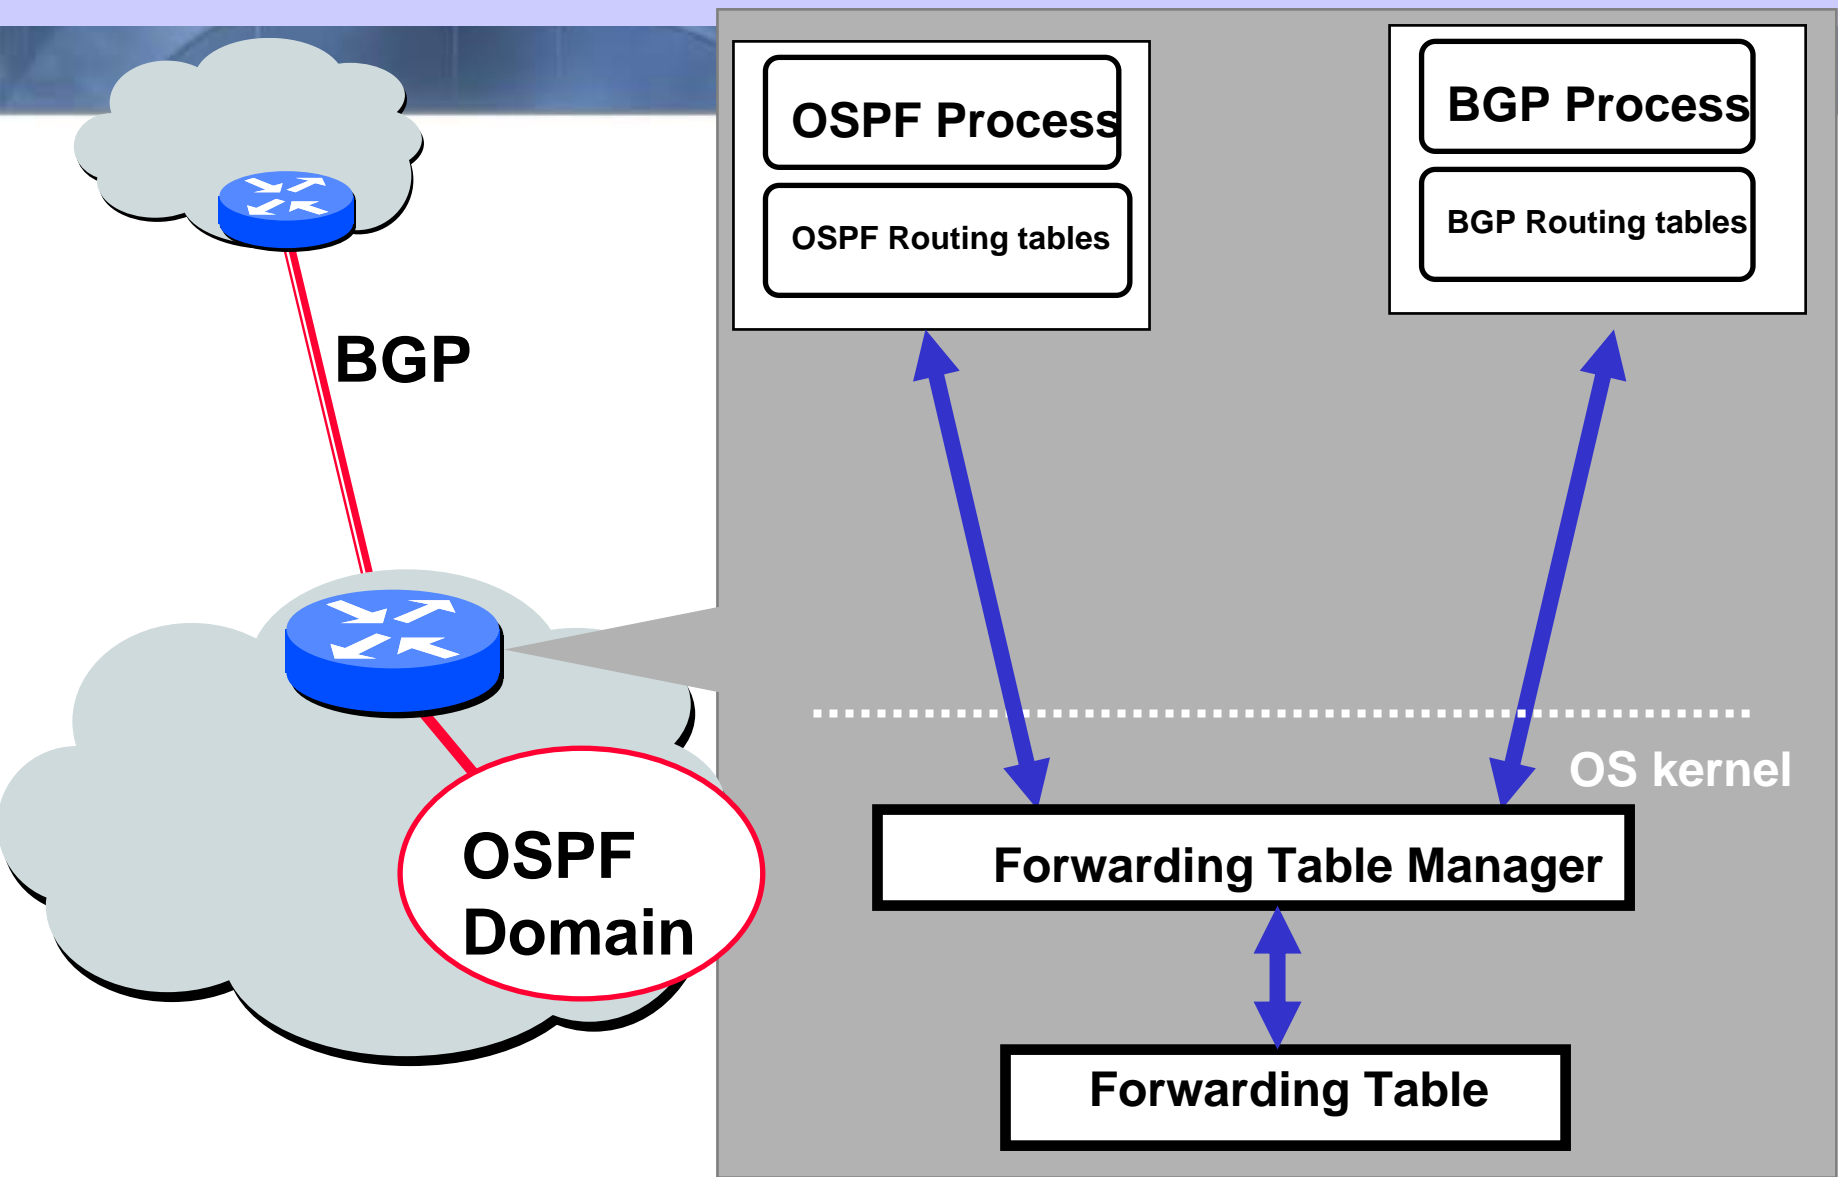 OSPF Process
OSPF Routing tables
BGP Process
BGP Routing tables
BGP
OS kernel
OSPF
Domain
Forwarding Table Manager
Forwarding Table